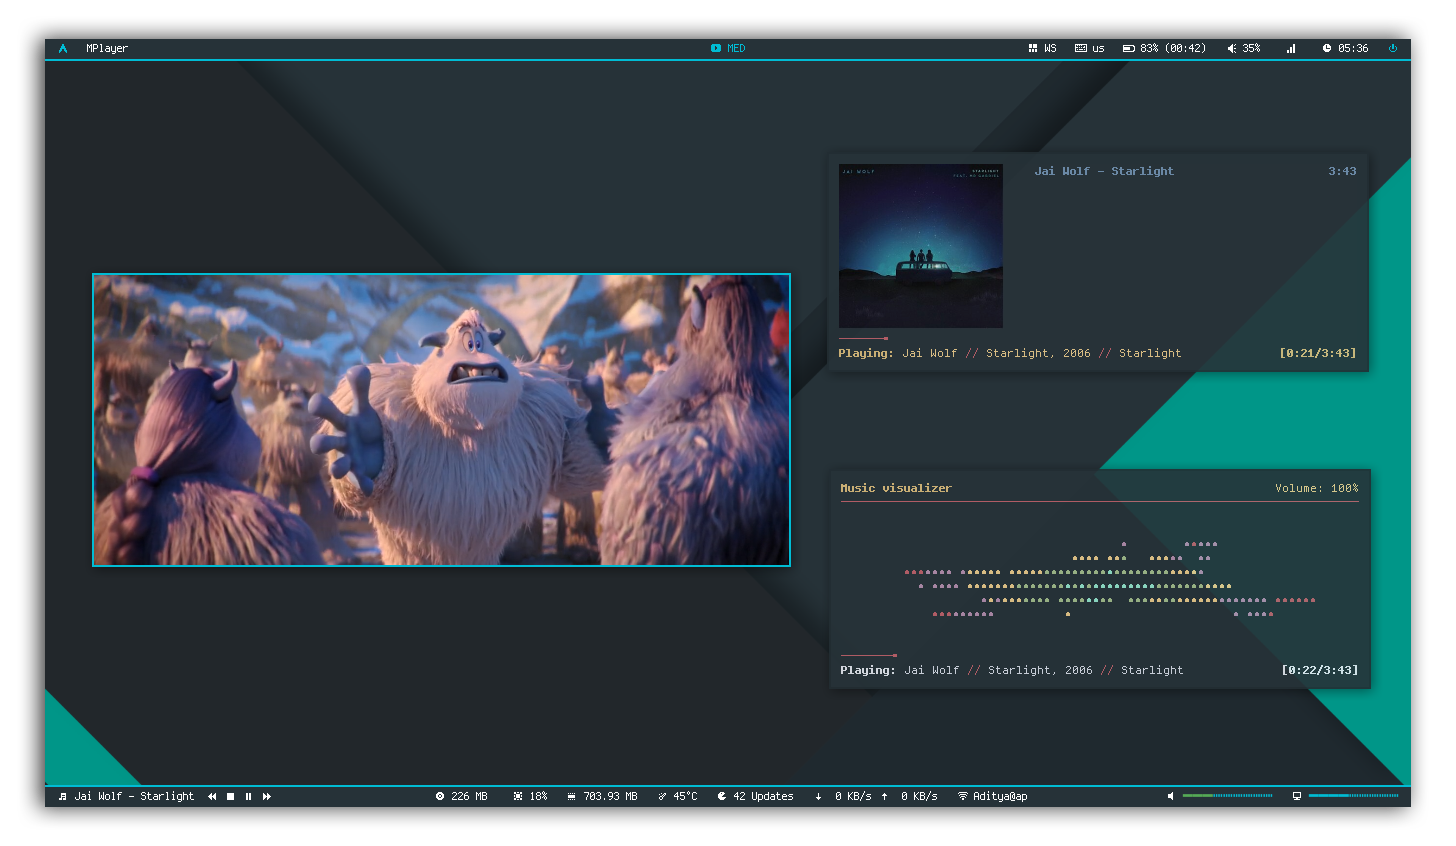 MPlayer
MED
WS us 83% (00:42) 35% 05:36
Jai WOLF
STARLIGHT
Jai Wolf - Starlight 3:43
Playing: Jai Wolf // Starlight, 2006 // Starlight [0:21/3:43]
Music visualizer Volume: 100%
Playing: Jai Wolf // Starlight, 2006 // Starlight [0:22/3:43]
Jai Wolf - Starlight 226 MB 18% 703.93 MB 45°C 42 Updates 0 KB/s 0 KB/s Aditya@ap